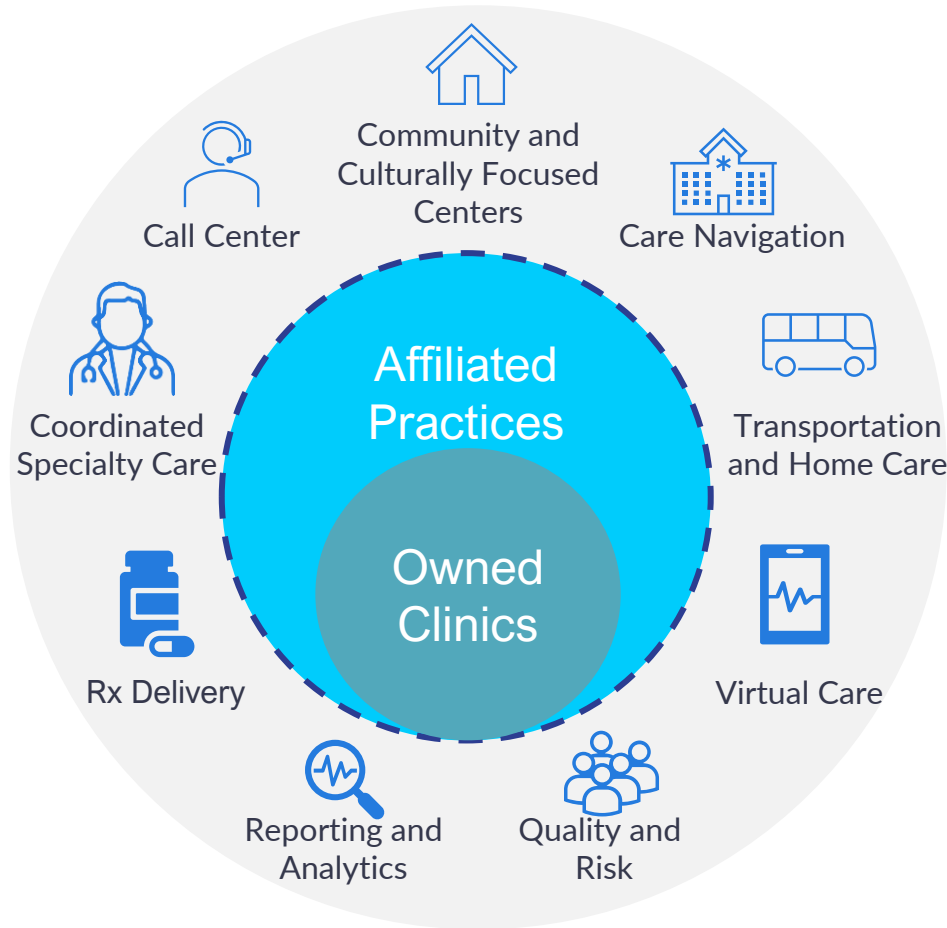 Community and
Culturally Focused
Centers
Call Center
Care Navigation
Affiliated
Practices
Coordinated
Specialty Care
Transportation
and Home Care
Owned
Clinics
Rx Delivery
Virtual Care
Reporting and
Analytics
Quality and
Risk